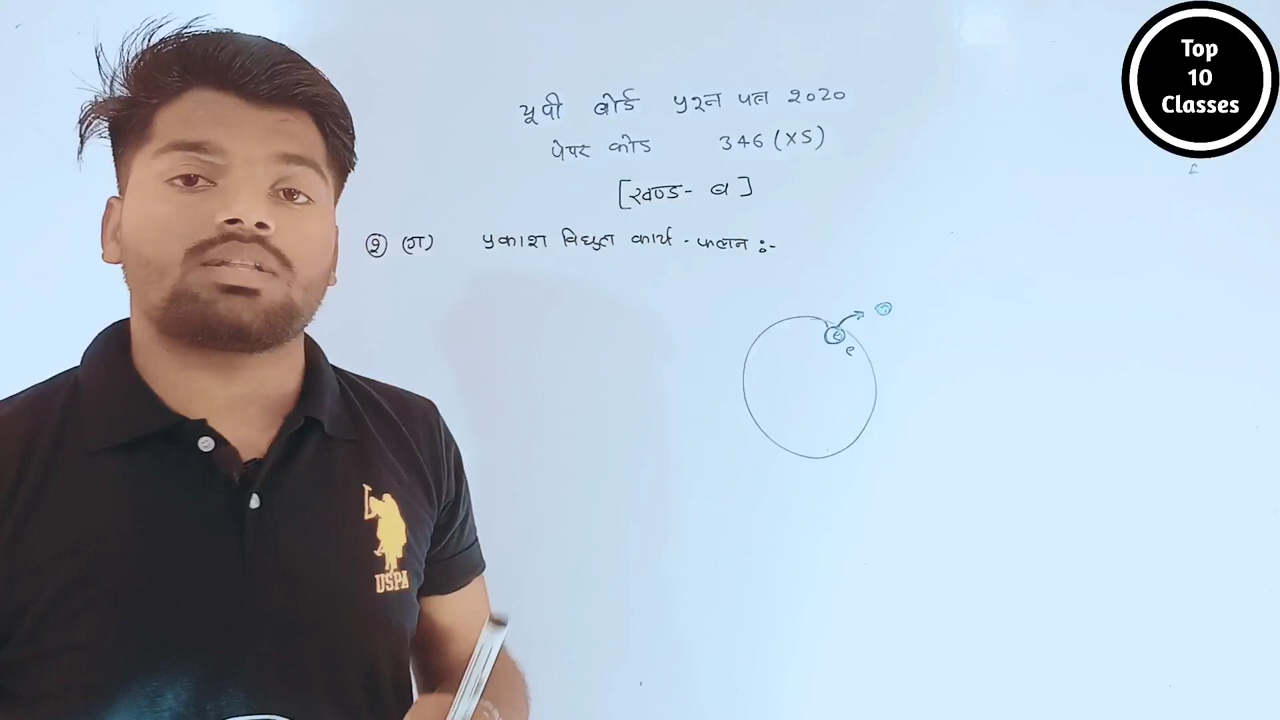 यू पी बोर्ड प्रश्न पत्र 2020
पेपर कोड 346 (XS)
[खण्ड - ब]
② (ग) प्रकाश विद्युत कार्य - फलन :-
e
Top
10
Classes
USPA